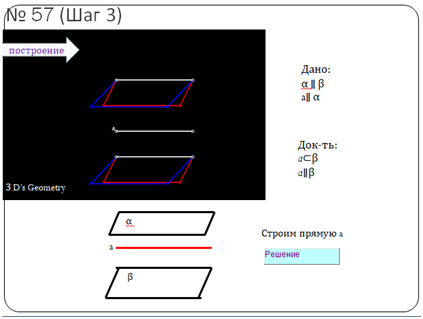 № 57 (Шаг 3)
построение
A
3 D's Geometry
Дано:
α ∥ β
a∥ α
Док-ть:
a⊂β
a∥β
α
a
β
Строим прямую a
Решение